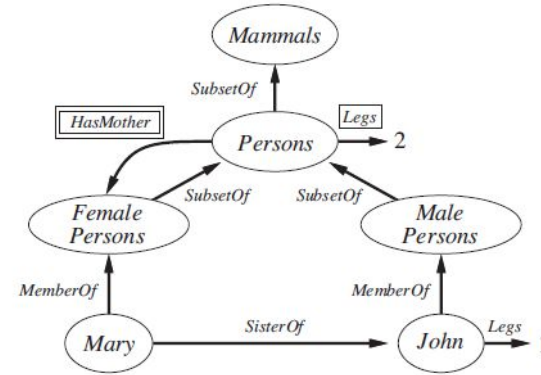 Mammals
SubsetOf
HasMother
Legs
Persons
2
SubsetOf
SubsetOf
Female
Persons
Male
Persons
MemberOf
MemberOf
Mary
SisterOf
John
Legs